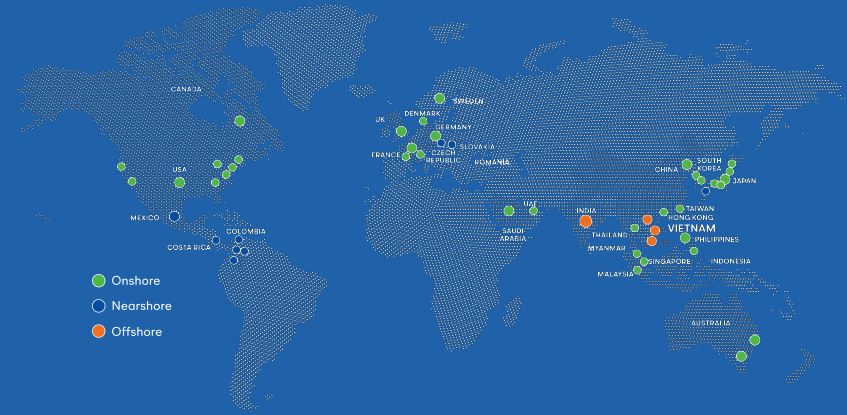 CANADA
SWEDEN
DENMARK
UK
GERMANY
SLOVAKIA
CZECH
REPUBLIC
FRANCE
ROMANIA
SOUTH
KOREA
CHINA
JAPAN
USA
UAE
INDIA
TAIWAN
HONG KONG
MEXICO
VIETNAM
COLOMBIA
SAUDI
ARABIA
THAILAND
PHILIPPINES
COSTA RICA
MYANMAR
SINGAPORE
INDONESIA
MALAYSIA
Onshore
Nearshore
Offshore
AUSTRALIA